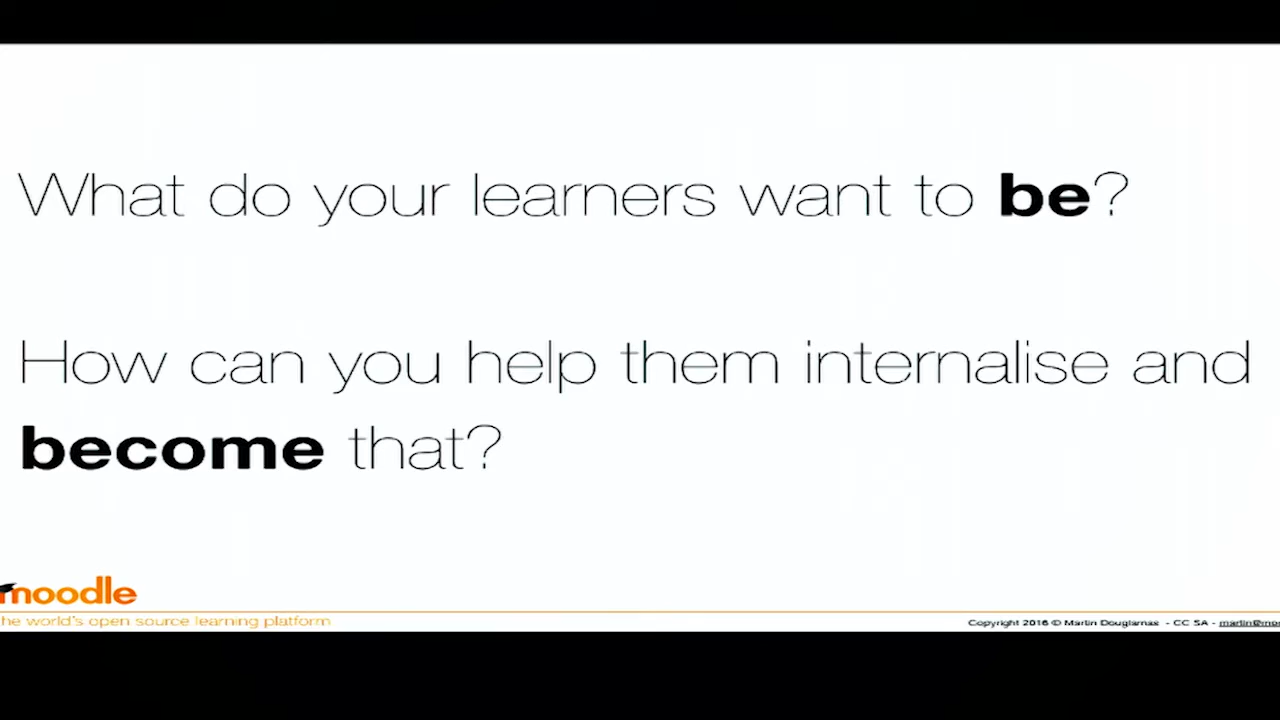 What do your learners want to be?
How can you help them internalise and
become that?
moodle
he world's open source learning platform
Copyright 2016 © Martin Dougiamas - CC SA -